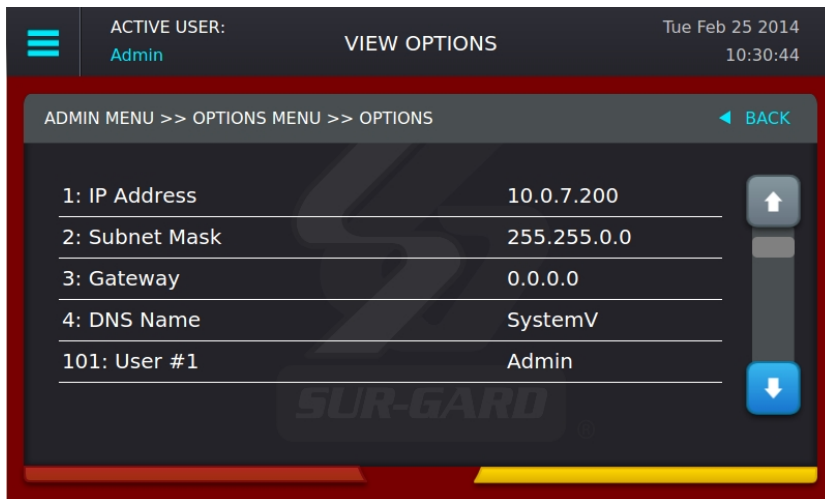 ACTIVE USER:
Admin
VIEW OPTIONS
Tue Feb 25 2014
10:30:44
ADMIN MENU >> OPTIONS MENU >> OPTIONS
BACK
1: IP Address 10.0.7.200
2: Subnet Mask 255.255.0.0
3: Gateway 0.0.0.0
4: DNS Name SystemV
101: User #1 Admin
SUR-GARD ®